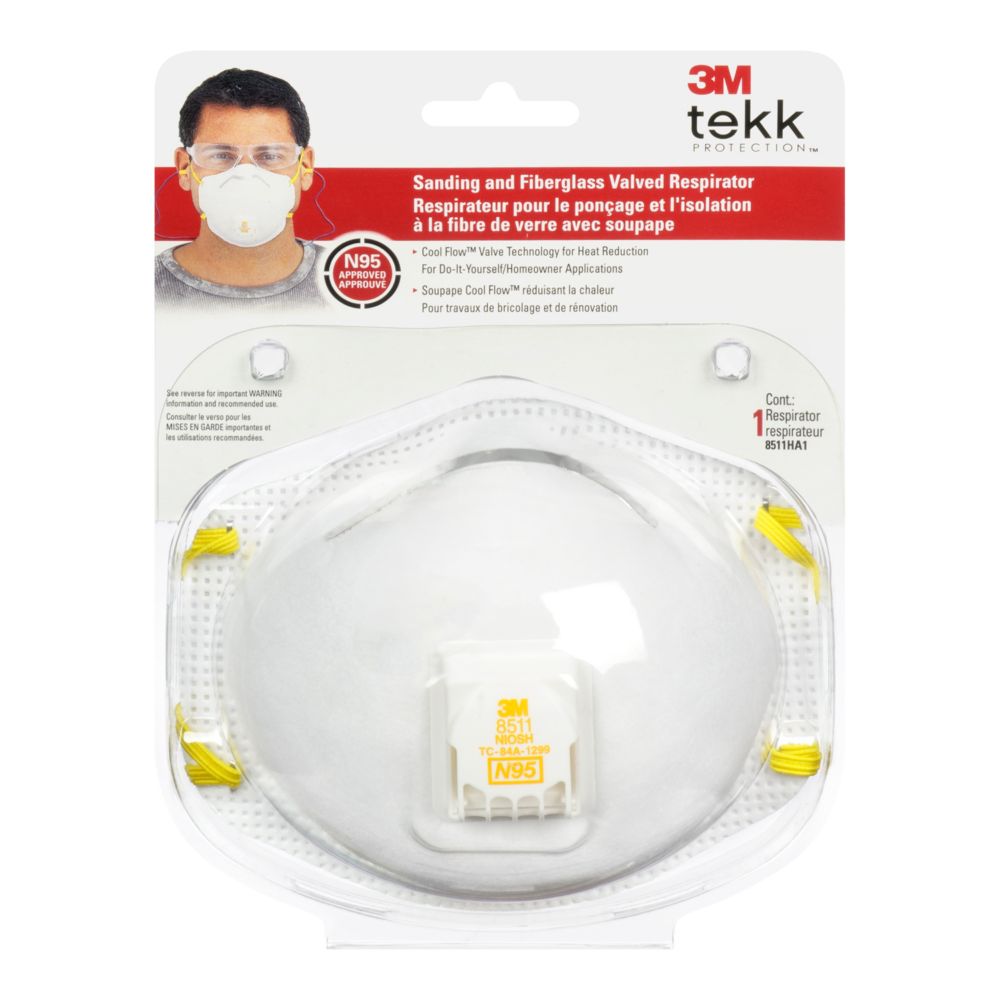 3M
tekk
PROTECTION™
Sanding and Fiberglass Valved Respirator
Respirateur pour le ponçage et l'isolation
à la fibre de verre avec soupape
N95
APPROVED
APPROUVÉ
Cool Flow™ Valve Technology for Heat Reduction
For Do-It-Yourself/Homeowner Applications
Soupape Cool Flow™ réduisant la chaleur
Pour travaux de bricolage et de rénovation
See reverse for important WARNING
information and recommended use.
Consulter le verso pour les
MISES EN GARDE importantes et
les utilisations recommandées.
Cont.:
1 Respirator
respirateur
8511HA1
3M
8511
NIOSH
TC-84A-1299
N95